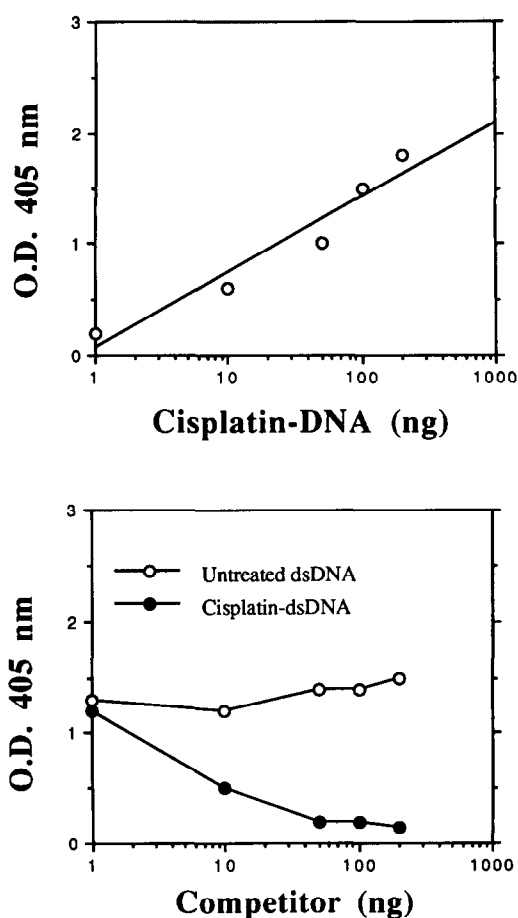 3
2
1
0
O.D. 405 nm
1 10 100 1000
Cisplatin-DNA (ng)
3
Untreated dsDNA
Cisplatin-dsDNA
2
1
0
O.D. 405 nm
1 10 100 1000
Competitor (ng)